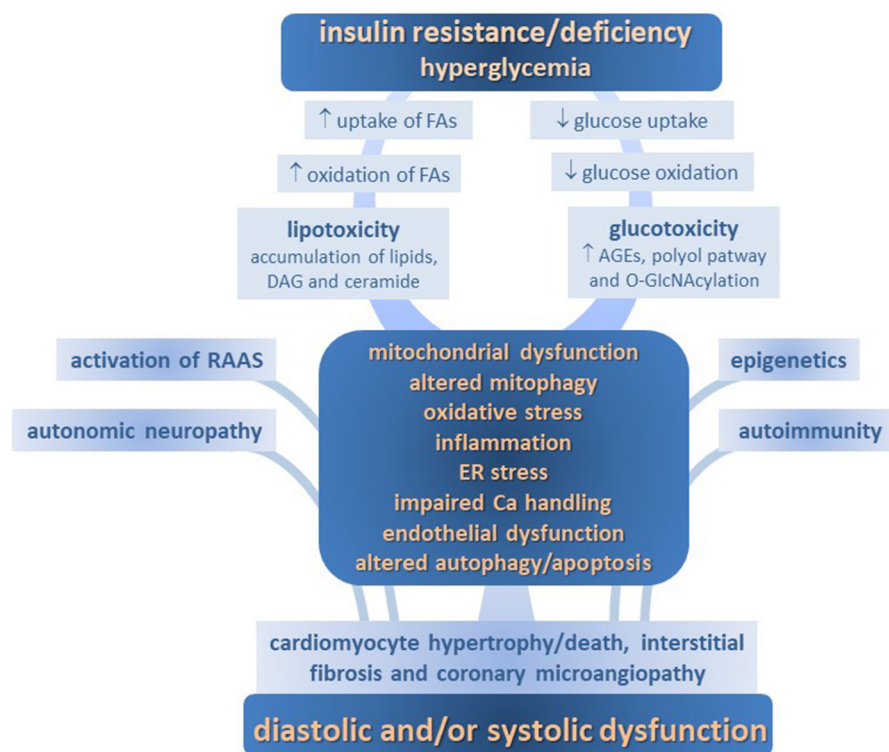 insulin resistance/deficiency
hyperglycemia
↑ uptake of FAs
↓ glucose uptake
↑ oxidation of FAs
↓ glucose oxidation
lipotoxicity
accumulation of lipids,
DAG and ceramide
glucotoxicity
↑ AGEs, polyol patway
and O-GlcNAcylation
activation of RAAS
autonomic neuropathy
mitochondrial dysfunction
altered mitophagy
oxidative stress
inflammation
ER stress
impaired Ca handling
endothelial dysfunction
altered autophagy/apoptosis
epigenetics
autoimmunity
cardiomyocyte hypertrophy/death, interstitial
fibrosis and coronary microangiopathy
diastolic and/or systolic dysfunction